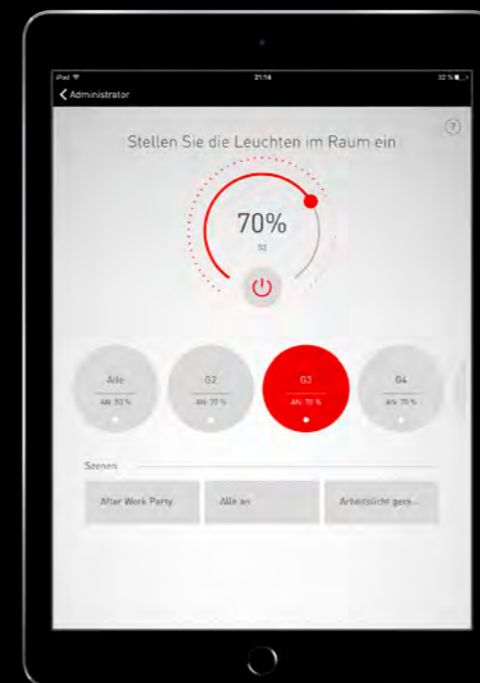 iPad
21:14
32 %
Administrator
?
Stellen Sie die Leuchten im Raum ein
70%
G3
Alle
AN: 50 %
G2
AN: 70 %
G3
AN: 70 %
G4
AN: 70 %
Szenen
After Work Party
Alle an
Arbeitslicht gere...